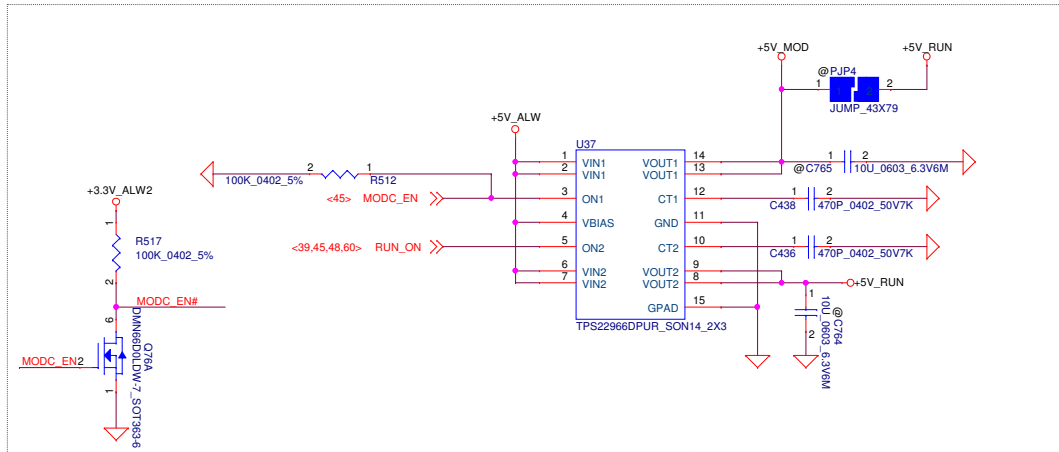 +5V_MOD
+5V_RUN
@PJP4
1
1
2
2
JUMP_43X79
+5V_ALW
U37
1
VIN1
VOUT1
14
2
VIN1
VOUT1
13
@C765
1
2
10U_0603_6.3V6M
2
1
100K_0402_5%
R512
+3.3V_ALW2
<45>
MODC_EN
3
ON1
CT1
12
1
2
C438
470P_0402_50V7K
4
VBIAS
GND
11
1
R517
100K_0402_5%
2
<39,45,48,60>
RUN_ON
5
ON2
CT2
10
1
2
C436
470P_0402_50V7K
6
VIN2
VOUT2
9
7
VIN2
VOUT2
8
+5V_RUN
MODC_EN#
GPAD
15
TPS22966DPUR_SON14_2X3
1
2
10U_0603_6.3V6M
@C764
6
MODC_EN
2
1
Q76A
DMN66D0LDW-7_SOT363-6